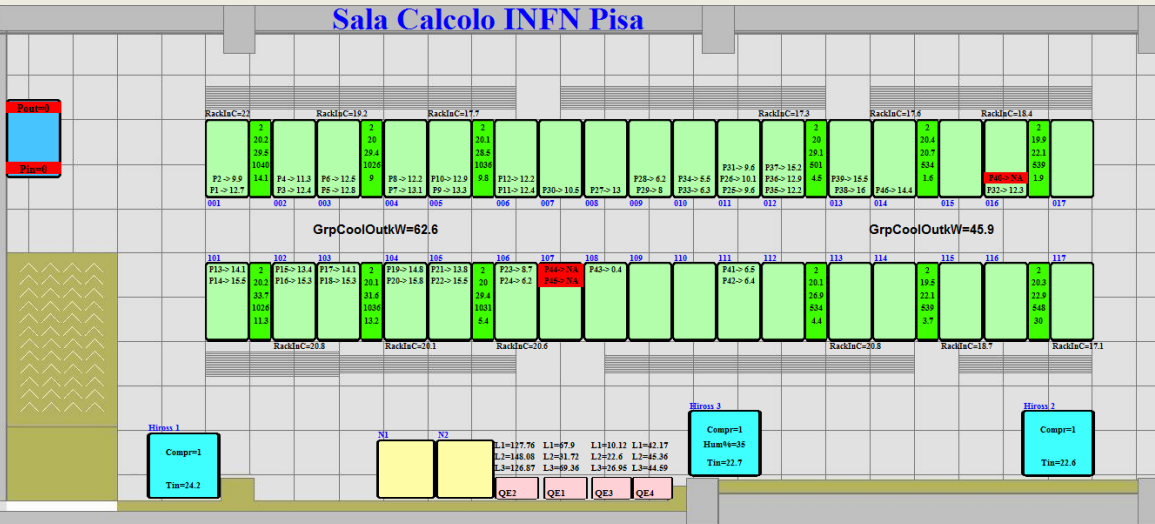 Sala Calcolo INFN Pisa
Pout=0
Pin=0
RackInC=22 RackInC=19.2 RackInC=17.7 RackInC=17.3 RackInC=17.6 RackInC=18.4
2 2 2 2 2 2
20.2 20 20.1 20 20.4 19.9
29.5 29.4 28.5 29.1 20.7 22.1
1040 1026 1036 501 534 539
14.1 9 9.8 4.5 1.6 1.9
P31-> 9.6 P37-> 15.2
P2 -> 9.9 P4 -> 11.3 P6 -> 12.5 P8 -> 12.2 P10-> 12.9 P12-> 12.2 P28-> 6.2 P34-> 5.5 P26-> 10.1 P36-> 12.9 P39-> 15.5 P40-> NA
P1 -> 12.7 P3 -> 12.4 P5 -> 12.8 P7 -> 13.1 P9 -> 13.3 P11-> 12.4 P30-> 10.5 P27-> 13 P29-> 8 P33-> 6.3 P25-> 9.6 P35-> 12.2 P38-> 16 P46-> 14.4 P32-> 12.3
001 002 003 004 005 006 007 008 009 010 011 012 013 014 015 016 017
GrpCoolOutkW=62.6 GrpCoolOutkW=45.9
101 102 103 104 105 106 107 108 109 110 111 112 113 114 115 116 117
P13-> 14.1 P15-> 13.4 P17-> 14.1 P19-> 14.8 P21-> 13.8 P23-> 8.7 P44-> NA P43-> 0.4 P41-> 6.5
P14-> 15.5 P16-> 15.3 P18-> 15.3 P20-> 15.8 P22-> 15.5 P24-> 6.2 P45-> NA P42-> 6.4
2 2 2 2 2 2
20.2 20.1 20 20.1 19.5 20.3
33.7 31.6 29.4 26.9 22.1 22.9
1026 1036 1031 534 539 548
11.3 13.2 5.4 4.4 3.7 30
RackInC=20.8 RackInC=20.1 RackInC=20.6 RackInC=20.8 RackInC=18.7 RackInC=17.1
Hiross 1
Compr=1
Tin=24.2
N1 N2
L1=127.76 L1=67.9 L1=10.12 L1=42.17
L2=148.08 L2=31.72 L2=22.6 L2=45.36
L3=126.87 L3=69.36 L3=26.95 L3=44.59
QE2 QE1 QE3 QE4
Hiross 3
Compr=1
Hum%=35
Tin=22.7
Hiross 2
Compr=1
Tin=22.6